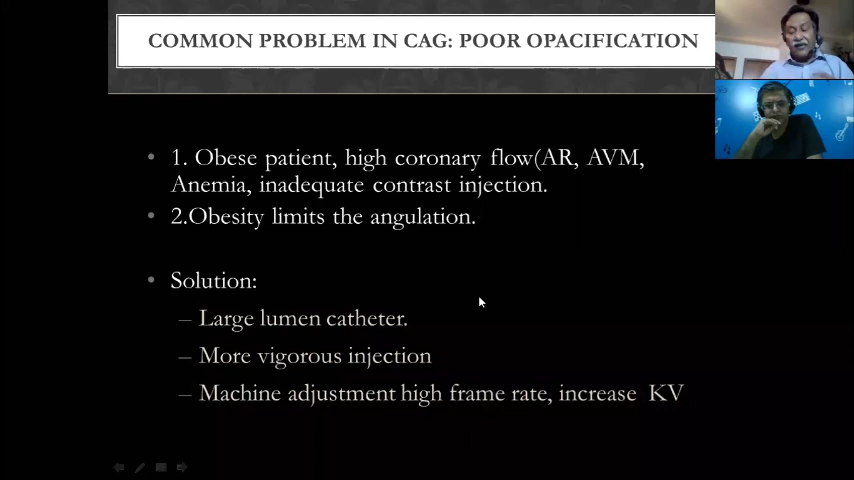 COMMON PROBLEM IN CAG: POOR OPACIFICATION
• 1. Obese patient, high coronary flow(AR, AVM,
Anemia, inadequate contrast injection.
• 2.Obesity limits the angulation.
• Solution:
– Large lumen catheter.
– More vigorous injection
– Machine adjustment high frame rate, increase KV